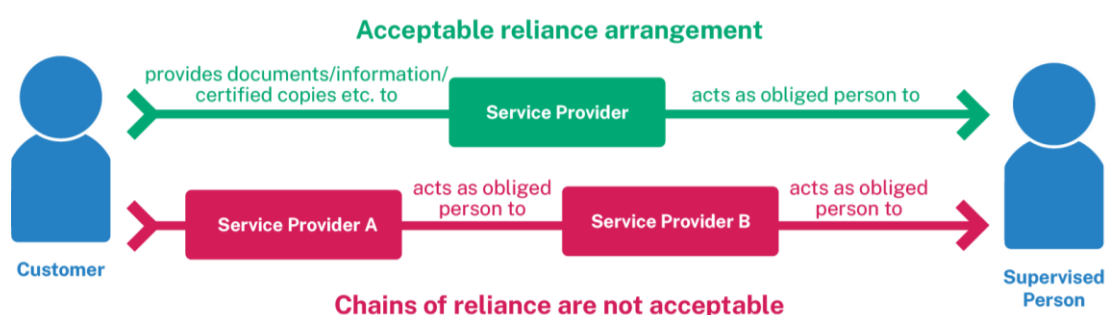 Acceptable reliance arrangement
provides documents/information/
certified copies etc. to
Service Provider
acts as obliged person to
Service Provider A
acts as obliged
person to
Service Provider B
acts as obliged
person to
Customer
Supervised
Person
Chains of reliance are not acceptable